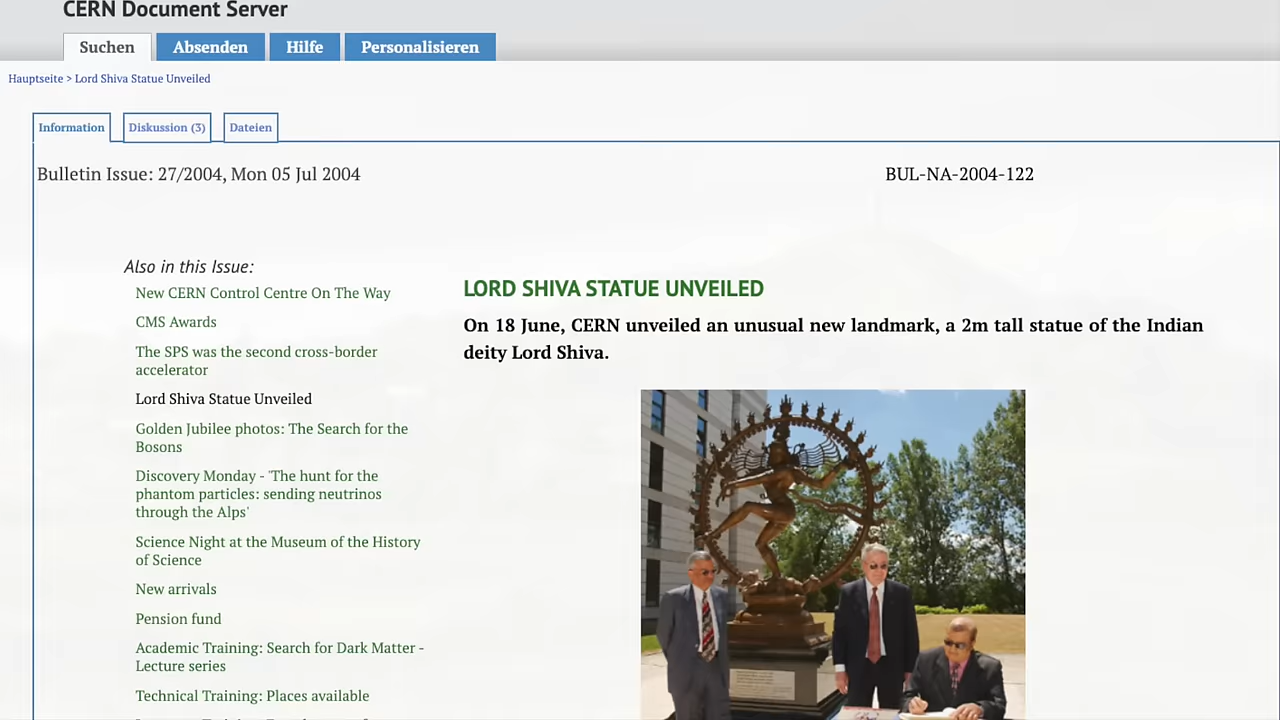 CERN Document Server
Suchen
Absenden
Hilfe
Personalisieren
Hauptseite > Lord Shiva Statue Unveiled
Information
Diskussion (3)
Dateien
Bulletin Issue: 27/2004, Mon 05 Jul 2004
BUL-NA-2004-122
Also in this Issue:
New CERN Control Centre On The Way
CMS Awards
The SPS was the second cross-border
accelerator
Lord Shiva Statue Unveiled
Golden Jubilee photos: The Search for the
Bosons
Discovery Monday - 'The hunt for the
phantom particles: sending neutrinos
through the Alps'
Science Night at the Museum of the History
of Science
New arrivals
Pension fund
Academic Training: Search for Dark Matter -
Lecture series
Technical Training: Places available
LORD SHIVA STATUE UNVEILED
On 18 June, CERN unveiled an unusual new landmark, a 2m tall statue of the Indian
deity Lord Shiva.